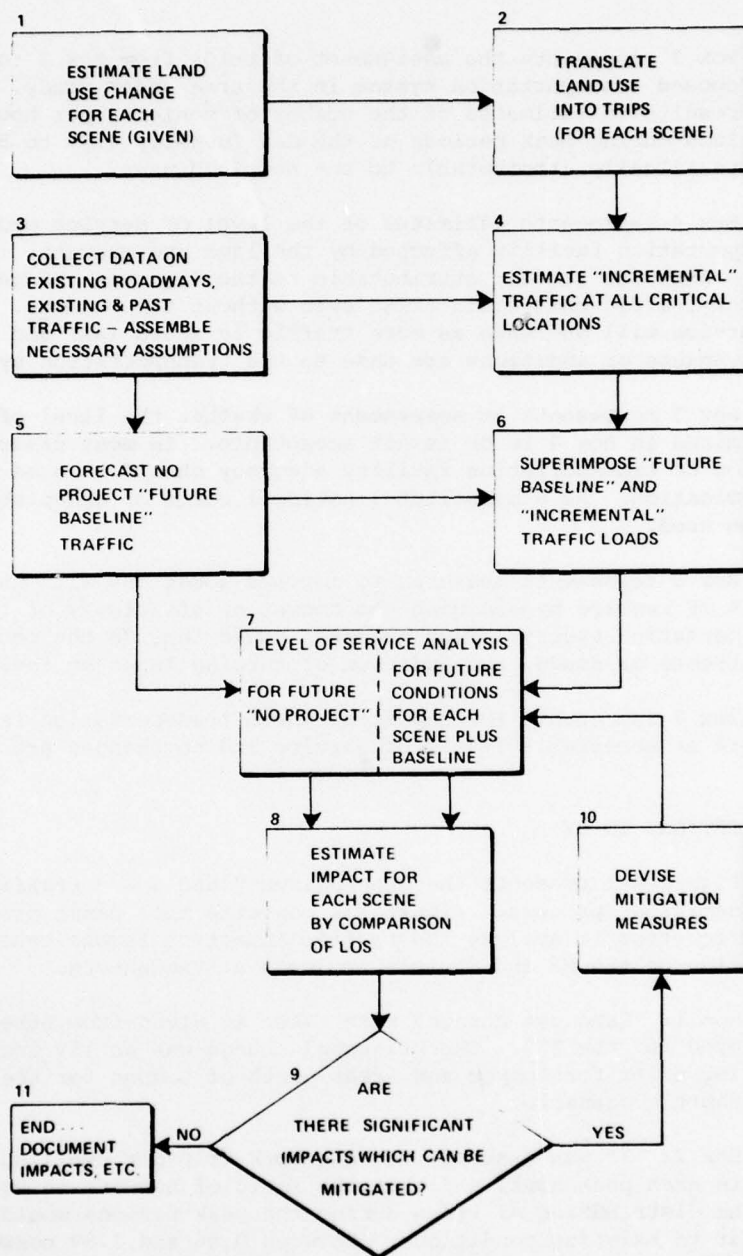 1
ESTIMATE LAND
USE CHANGE
FOR EACH
SCENE (GIVEN)
2
TRANSLATE
LAND USE
INTO TRIPS
(FOR EACH SCENE)
3
COLLECT DATA ON
EXISTING ROADWAYS,
EXISTING & PAST
TRAFFIC – ASSEMBLE
NECESSARY ASSUMPTIONS
4
ESTIMATE "INCREMENTAL"
TRAFFIC AT ALL CRITICAL
LOCATIONS
5
FORECAST NO
PROJECT "FUTURE
BASELINE"
TRAFFIC
6
SUPERIMPOSE "FUTURE
BASELINE" AND
"INCREMENTAL"
TRAFFIC LOADS
7
LEVEL OF SERVICE ANALYSIS
FOR FUTURE
"NO PROJECT"
FOR FUTURE
CONDITIONS
FOR EACH
SCENE PLUS
BASELINE
8
ESTIMATE
IMPACT FOR
EACH SCENE
BY COMPARISON
OF LOS
10
DEVISE
MITIGATION
MEASURES
9
ARE
THERE SIGNIFICANT
IMPACTS WHICH CAN BE
MITIGATED?
NO
YES
11
END
DOCUMENT
IMPACTS, ETC.